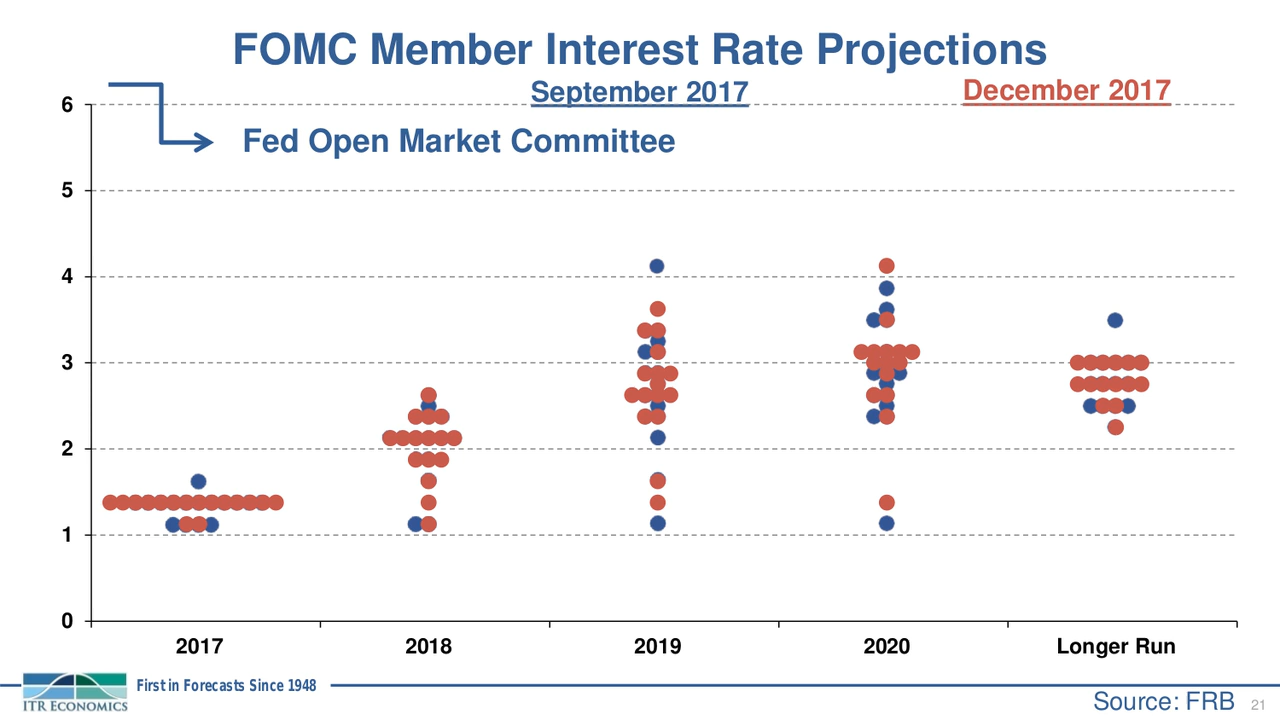 FOMC Member Interest Rate Projections
September 2017
December 2017
Fed Open Market Committee
6
5
4
3
2
1
0
2017
2018
2019
2020
Longer Run
ITR ECONOMICS
First in Forecasts Since 1948
Source: FRB
21